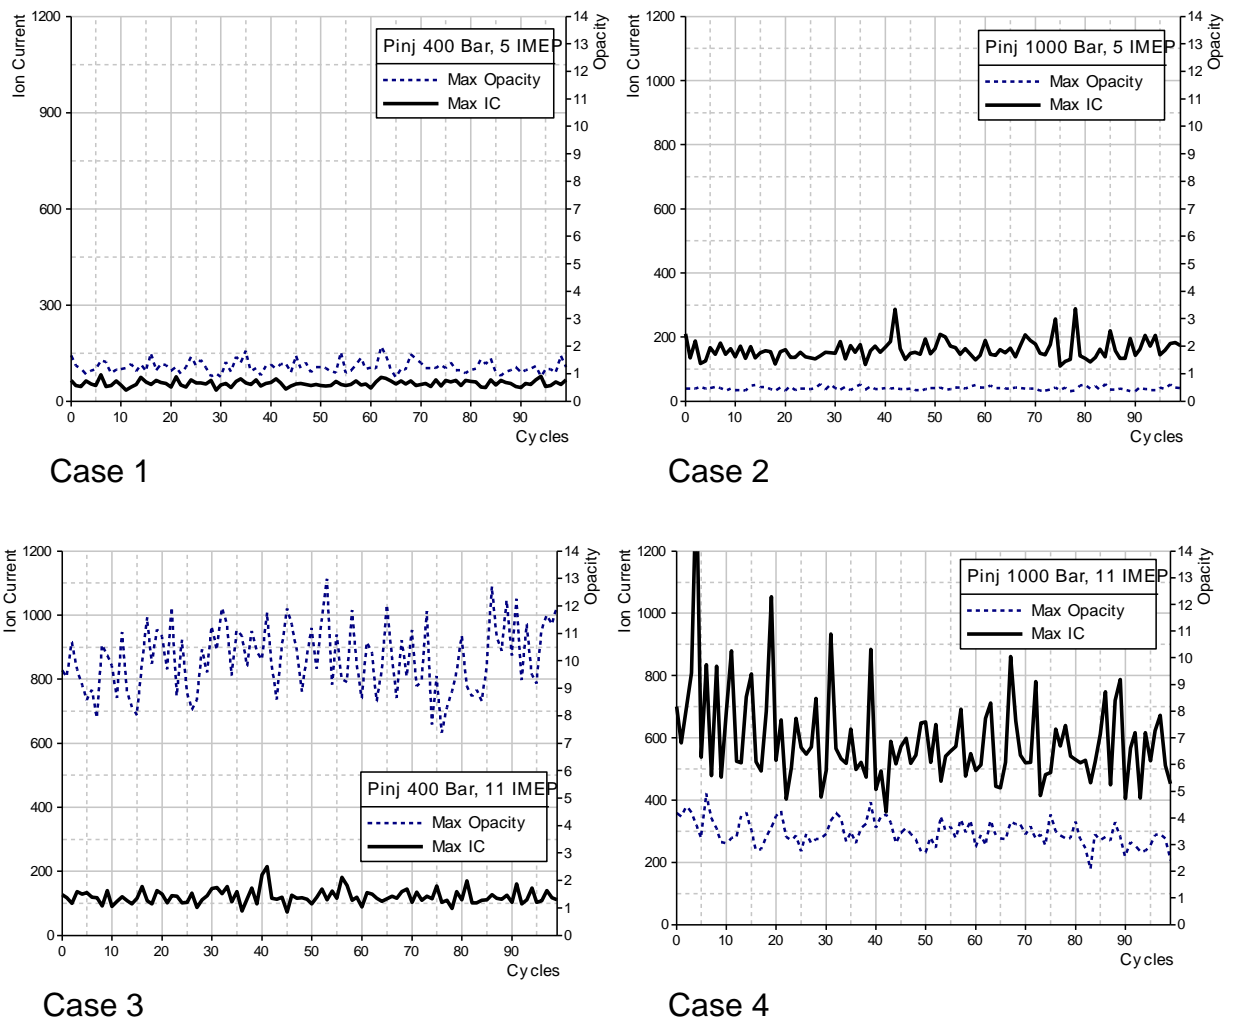 Ion Current
1200
900
600
300
0
0 10 20 30 40 50 60 70 80 90
Cycles
14
13
12
11
10
9
8
7
6
5
4
3
2
1
0
Opacity
Pinj 400 Bar, 5 IMEP
Max Opacity
Max IC
Case 1
Ion Current
1200
1000
800
600
400
200
0
0 10 20 30 40 50 60 70 80 90
Cycles
14
13
12
11
10
9
8
7
6
5
4
3
2
1
0
Opacity
Pinj 1000 Bar, 5 IMEP
Max Opacity
Max IC
Case 2
Ion Current
1200
1000
800
600
400
200
0
0 10 20 30 40 50 60 70 80 90
Cycles
14
13
12
11
10
9
8
7
6
5
4
3
2
1
0
Opacity
Pinj 400 Bar, 11 IMEP
Max Opacity
Max IC
Case 3
Ion Current
1200
1000
800
600
400
200
0
0 10 20 30 40 50 60 70 80 90
Cycles
14
13
12
11
10
9
8
7
6
5
4
3
2
1
0
Opacity
Pinj 1000 Bar, 11 IMEP
Max Opacity
Max IC
Case 4